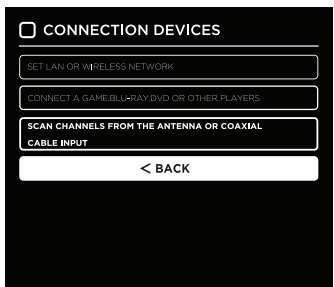 CONNECTION DEVICES
SET LAN OR WIRELESS NETWORK
CONNECT A GAME,BLU-RAY,DVD OR OTHER PLAYERS
SCAN CHANNELS FROM THE ANTENNA OR COAXIAL
CABLE INPUT
< BACK